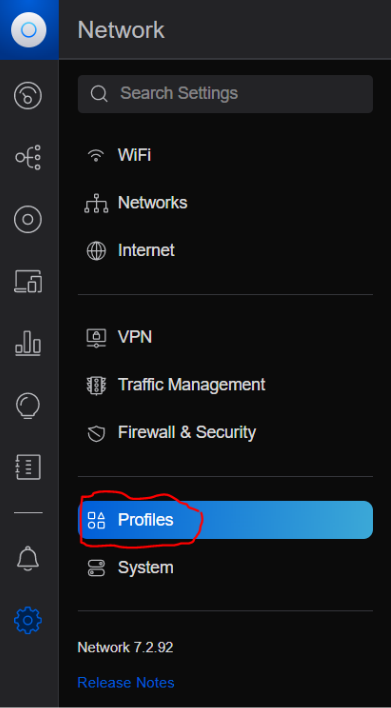 Network
Search Settings
WiFi
Networks
Internet
VPN
Traffic Management
Firewall & Security
Profiles
System
Network 7.2.92
Release Notes